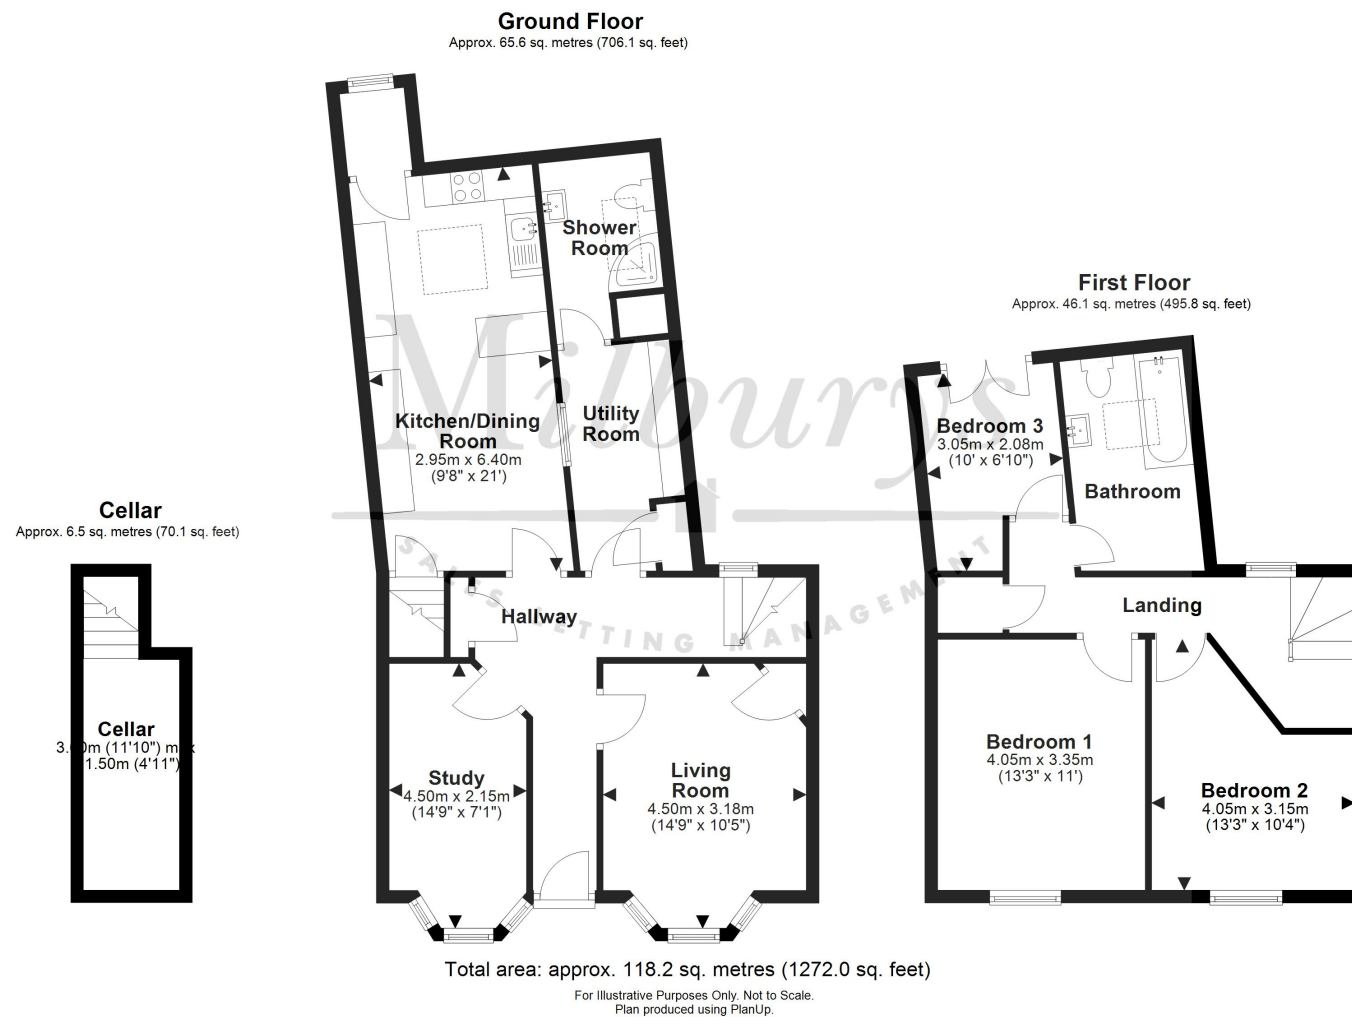 Ground Floor
Approx. 65.6 sq. metres (706.1 sq. feet)
Shower
Room
Kitchen/Dining
Room
2.95m x 6.40m
(9'8" x 21')
Utility
Room
Hallway
Study
4.50m x 2.15m
(14'9" x 7'1")
Living
Room
4.50m x 3.18m
(14'9" x 10'5")
First Floor
Approx. 46.1 sq. metres (495.8 sq. feet)
Bedroom 3
3.05m x 2.08m
(10' x 6'10")
Bathroom
Landing
Bedroom 1
4.05m x 3.35m
(13'3" x 11')
Bedroom 2
4.05m x 3.15m
(13'3" x 10'4")
Cellar
Approx. 6.5 sq. metres (70.1 sq. feet)
Cellar
(11'10")
1.50m (4'11")
Milburys
SALES LETTING MANAGEMENT
Total area: approx. 118.2 sq. metres (1272.0 sq. feet)
For Illustrative Purposes Only. Not to Scale.
Plan produced using PlanUp.